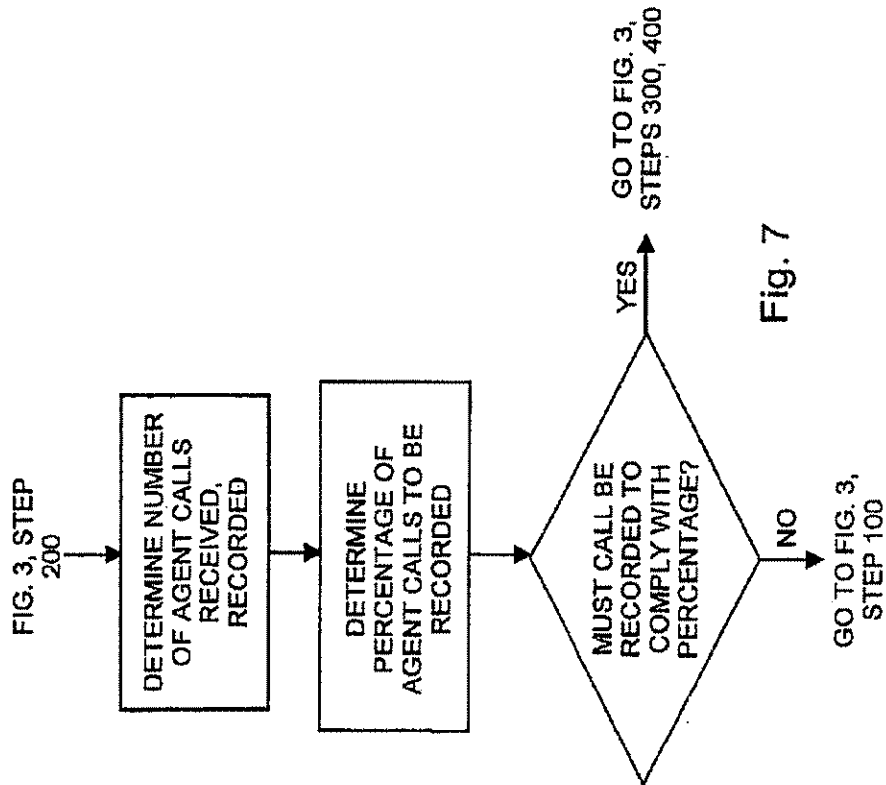 FIG. 3, STEP
200
DETERMINE NUMBER
OF AGENT CALLS
RECEIVED,
RECORDED
DETERMINE
PERCENTAGE OF
AGENT CALLS TO BE
RECORDED
MUST CALL BE
RECORDED TO
COMPLY WITH
PERCENTAGE?
YES
GO TO FIG. 3,
STEPS 300, 400
NO
GO TO FIG. 3,
STEP 100
Fig. 7